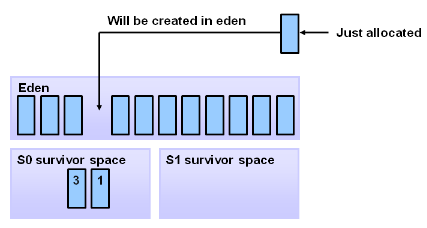 Will be created in eden
Just allocated
Eden
S0 survivor space
S1 survivor space
3 1